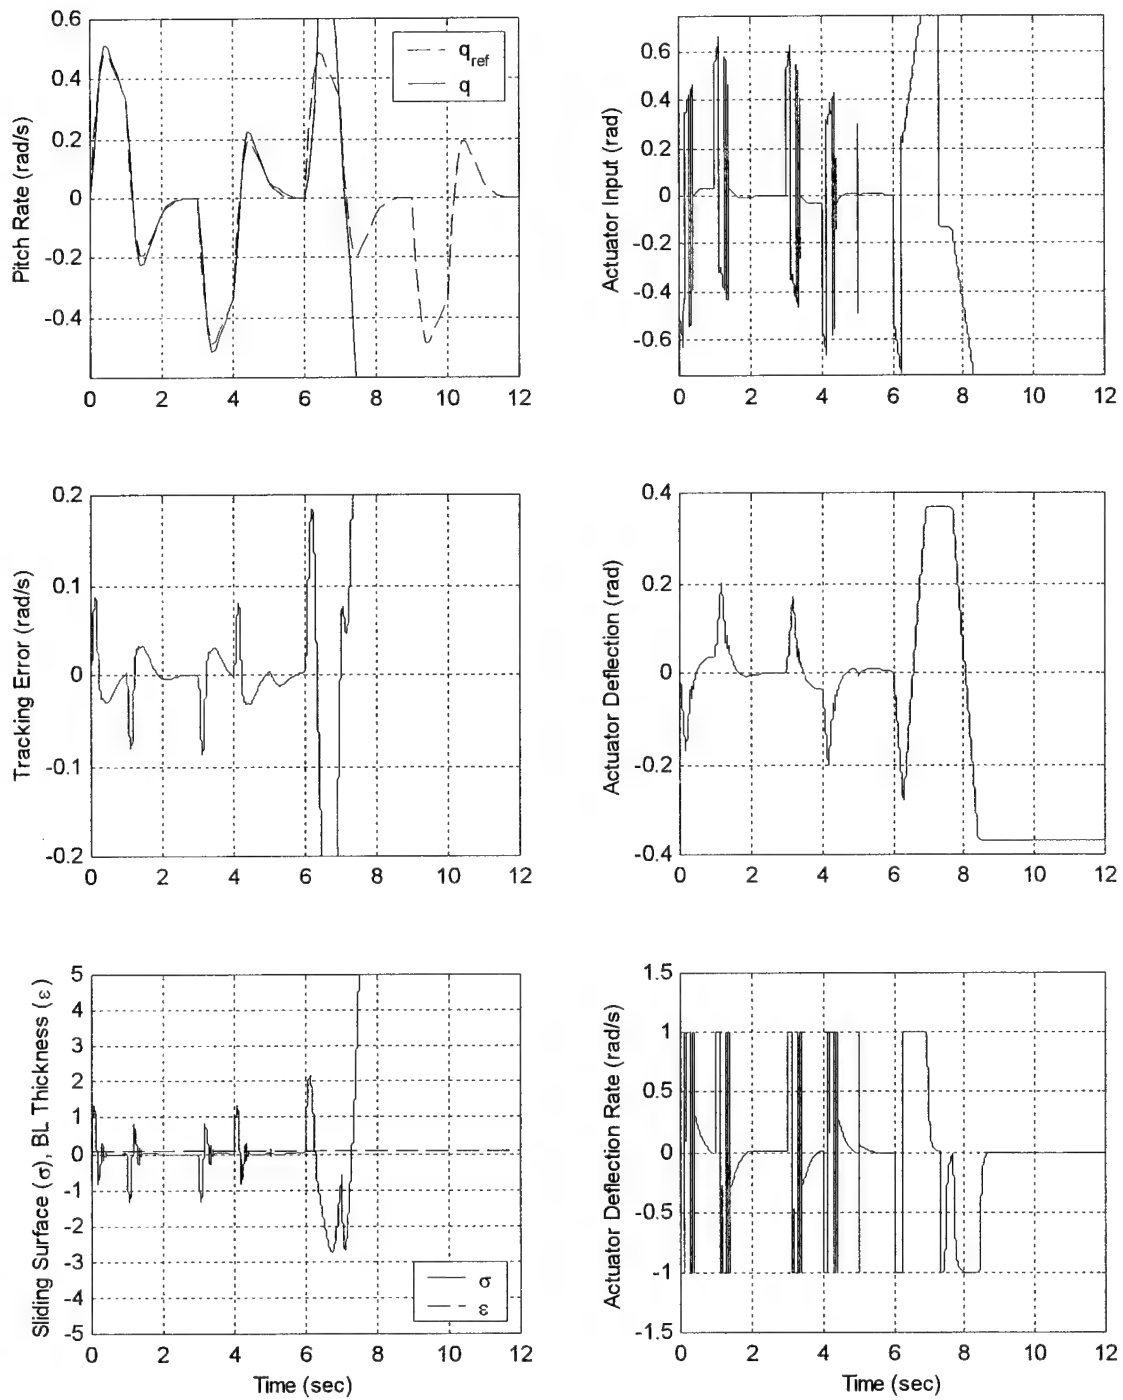 Pitch Rate (rad/s)
0.6
0.4
0.2
0
-0.2
-0.4
0 2 4 6 8 10 12
q_ref
q
Actuator Input (rad)
0.6
0.4
0.2
0
-0.2
-0.4
-0.6
0 2 4 6 8 10 12
Tracking Error (rad/s)
0.2
0.1
0
-0.1
-0.2
0 2 4 6 8 10 12
Actuator Deflection (rad)
0.4
0.2
0
-0.2
-0.4
0 2 4 6 8 10 12
Sliding Surface (σ), BL Thickness (ε)
5
4
3
2
1
0
-1
-2
-3
-4
-5
0 2 4 6 8 10 12
σ
ε
Time (sec)
Actuator Deflection Rate (rad/s)
1.5
1
0.5
0
-0.5
-1
-1.5
0 2 4 6 8 10 12
Time (sec)